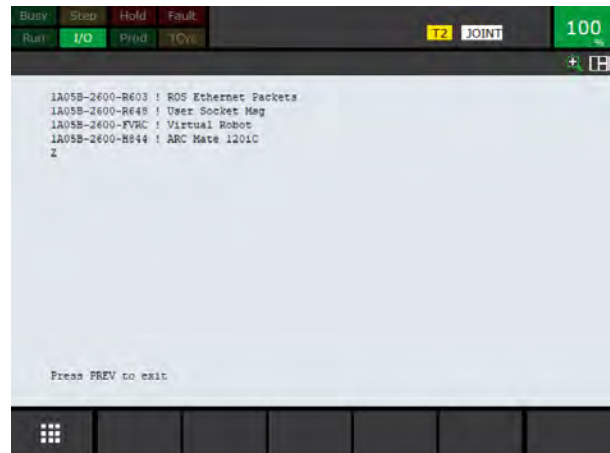 Busy Step Hold Fault
Run I/O Prod TCyc
T2 JOINT 100
%
1A05B-2600-R603 ! ROS Ethernet Packets
1A05B-2600-R648 ! User Socket Msg
1A05B-2600-FVRC ! Virtual Robot
1A05B-2600-H844 ! ARC Mate 120iC
Z
Press PREV to exit